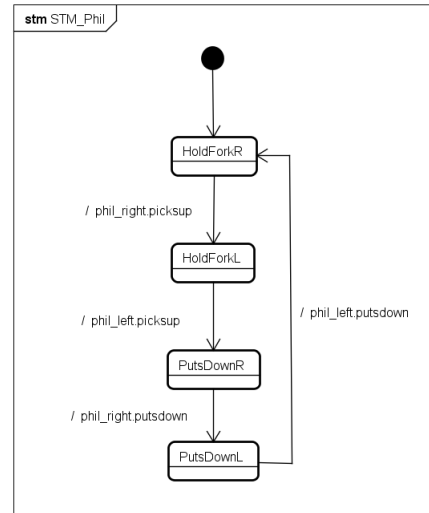 stm STM_Phil
HoldForkR
/ phil_right.picksup
HoldForkL
/ phil_left.picksup
/ phil_left.putsdown
PutsDownR
/ phil_right.putsdown
PutsDownL